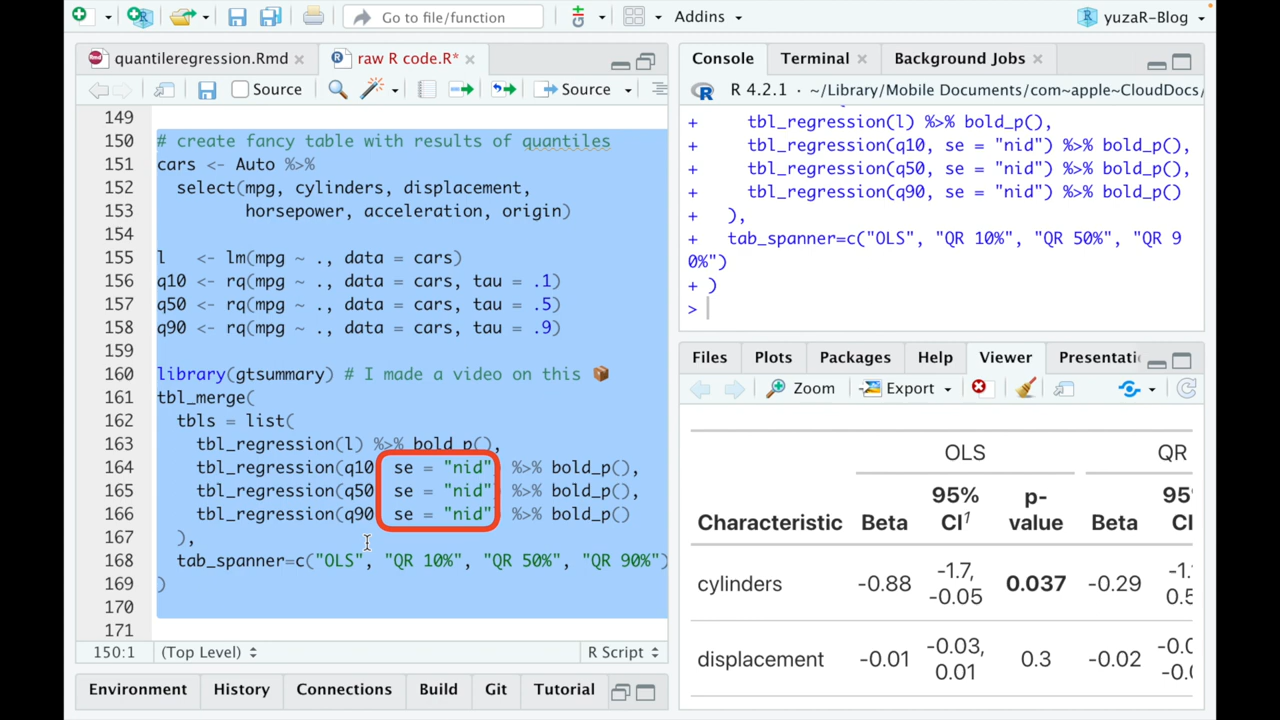 Go to file/function
Addins
yuzaR-Blog
quantileregression.Rmd
raw R code.R*
Source
Source
149
150 # create fancy table with results of quantiles
151 cars <- Auto %>%
152 select(mpg, cylinders, displacement,
153 horsepower, acceleration, origin)
154
155 l <- lm(mpg ~ ., data = cars)
156 q10 <- rq(mpg ~ ., data = cars, tau = .1)
157 q50 <- rq(mpg ~ ., data = cars, tau = .5)
158 q90 <- rq(mpg ~ ., data = cars, tau = .9)
159
160 library(gtsummary) # I made a video on this 📦
161 tbl_merge(
162 tbls = list(
163 tbl_regression(l) %>% bold_p(),
164 tbl_regression(q10 se = "nid") %>% bold_p(),
165 tbl_regression(q50 se = "nid") %>% bold_p(),
166 tbl_regression(q90 se = "nid") %>% bold_p()
167 ),
168 tab_spanner=c("OLS", "QR 10%", "QR 50%", "QR 90%")
169 )
170
171
150:1 (Top Level) R Script
Environment History Connections Build Git Tutorial
Console Terminal Background Jobs
R 4.2.1 · ~/Library/Mobile Documents/com~apple~CloudDocs/
+ tbl_regression(l) %>% bold_p(),
+ tbl_regression(q10, se = "nid") %>% bold_p(),
+ tbl_regression(q50, se = "nid") %>% bold_p(),
+ tbl_regression(q90, se = "nid") %>% bold_p()
+ ),
+ tab_spanner=c("OLS", "QR 10%", "QR 50%", "QR 9
0%")
+ )
>
Files Plots Packages Help Viewer Presentati
Zoom Export
OLS QR
Characteristic Beta 95% CI1 p-value Beta 95 CI
cylinders -0.88 -1.7, -0.05 0.037 -0.29
displacement -0.01 -0.03, 0.01 0.3 -0.02